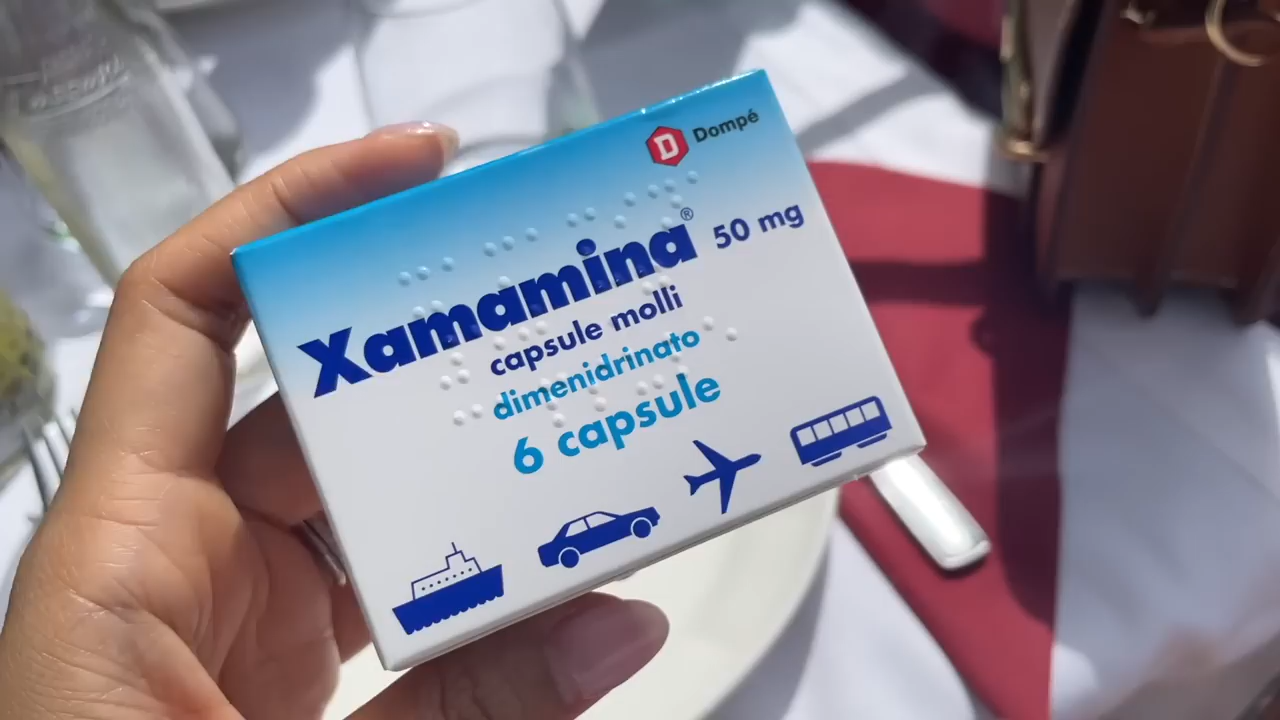 D Dompé
Xamamina® 50 mg
capsule molli
dimenidrinato
6 capsule